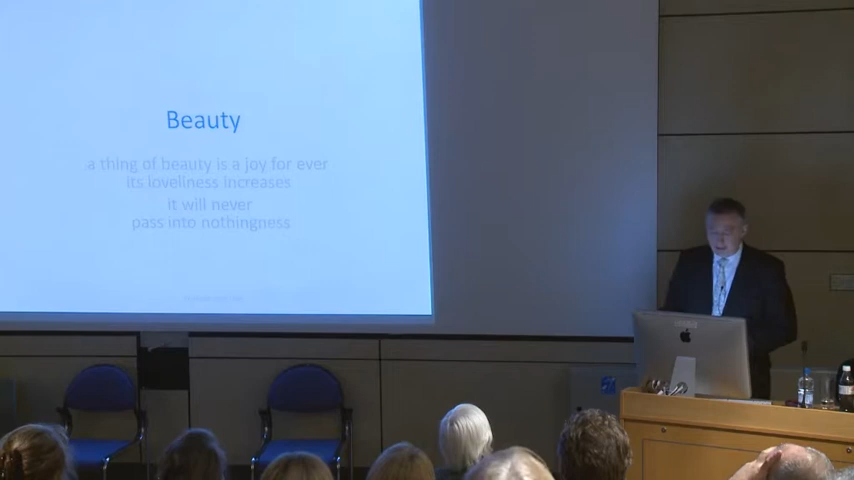 Beauty
a thing of beauty is a joy for ever
its loveliness increases
it will never
pass into nothingness